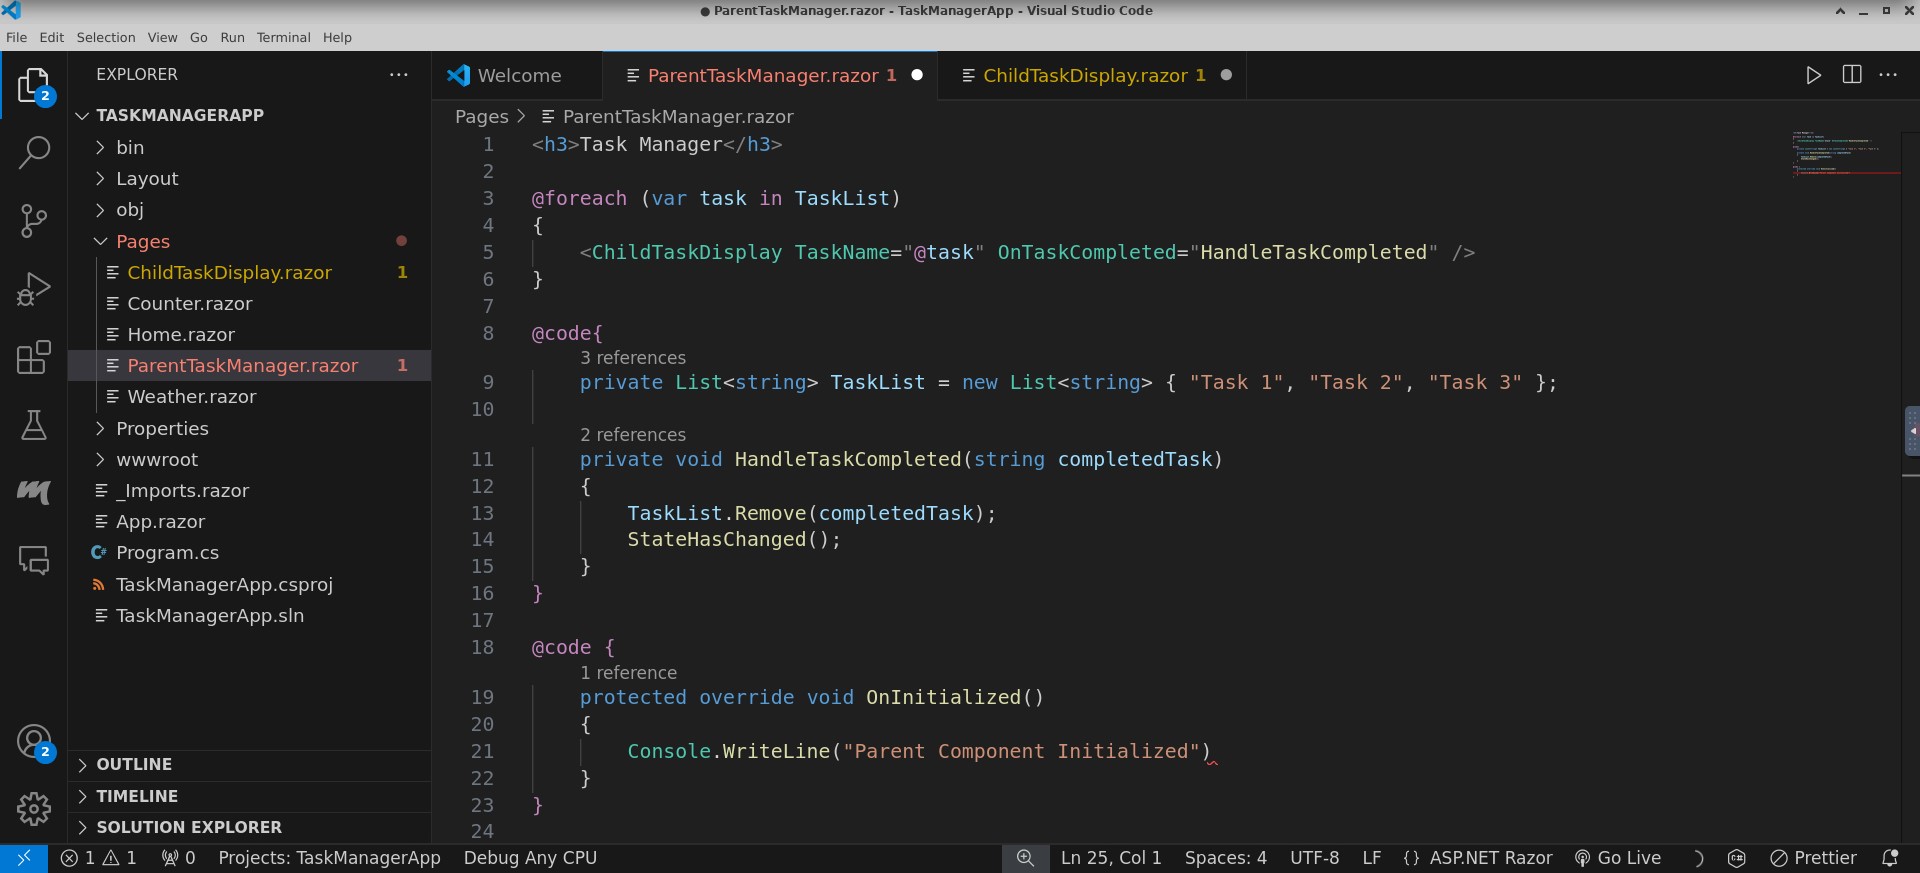 ● ParentTaskManager.razor - TaskManagerApp - Visual Studio Code
File Edit Selection View Go Run Terminal Help
EXPLORER ···
TASKMANAGERAPP
bin
Layout
obj
Pages
ChildTaskDisplay.razor 1
Counter.razor
Home.razor
ParentTaskManager.razor 1
Weather.razor
Properties
wwwroot
_Imports.razor
App.razor
C# Program.cs
TaskManagerApp.csproj
TaskManagerApp.sln
OUTLINE
TIMELINE
SOLUTION EXPLORER
2
2
Welcome ParentTaskManager.razor 1 ● ChildTaskDisplay.razor 1 ●
Pages > ParentTaskManager.razor
1 <h3>Task Manager</h3>
2
3 @foreach (var task in TaskList)
4 {
5     <ChildTaskDisplay TaskName="@task" OnTaskCompleted="HandleTaskCompleted" />
6 }
7
8 @code{
3 references
9     private List<string> TaskList = new List<string> { "Task 1", "Task 2", "Task 3" };
10
2 references
11     private void HandleTaskCompleted(string completedTask)
12     {
13         TaskList.Remove(completedTask);
14         StateHasChanged();
15     }
16 }
17
18 @code {
1 reference
19     protected override void OnInitialized()
20     {
21         Console.WriteLine("Parent Component Initialized")
22     }
23 }
24
1 1 0 Projects: TaskManagerApp Debug Any CPU Ln 25, Col 1 Spaces: 4 UTF-8 LF {} ASP.NET Razor Go Live Prettier